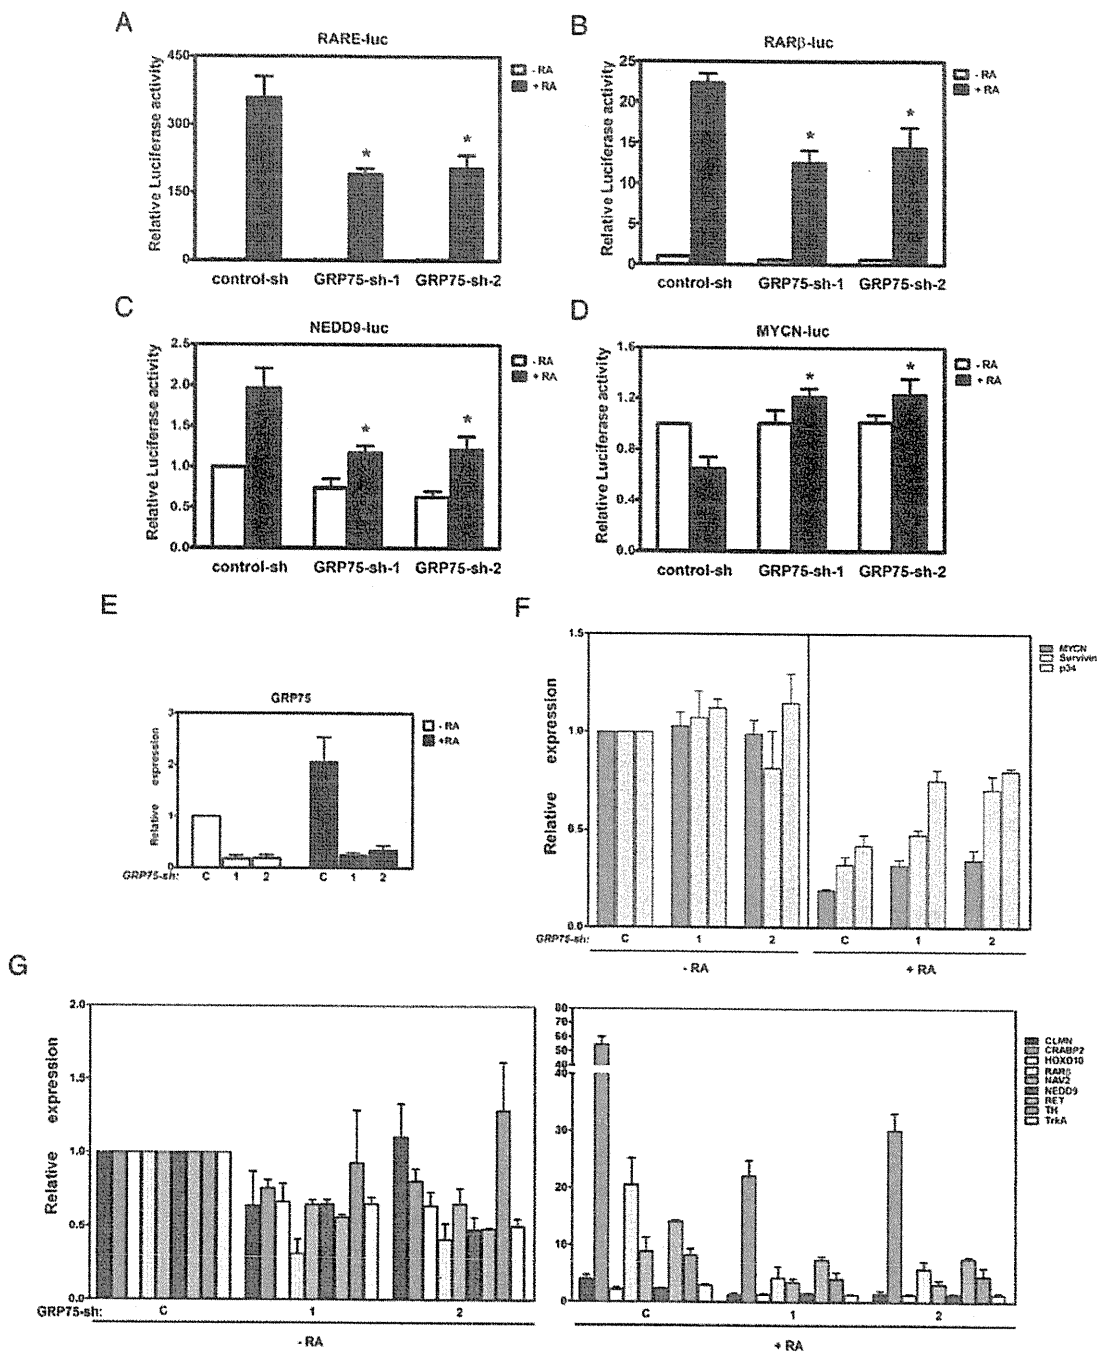 A
RARE-luc
Relative Luciferase activity
450
300
150
0
- RA
+ RA
control-sh GRP75-sh-1 GRP75-sh-2
*
*
B
RARβ-luc
Relative Luciferase activity
25
20
15
10
5
0
- RA
+ RA
control-sh GRP75-sh-1 GRP75-sh-2
*
*
C
NEDD9-luc
Relative Luciferase activity
2.5
2.0
1.5
1.0
0.5
0.0
- RA
+ RA
control-sh GRP75-sh-1 GRP75-sh-2
*
*
D
MYCN-luc
Relative Luciferase activity
1.6
1.2
0.8
0.4
0.0
- RA
+ RA
control-sh GRP75-sh-1 GRP75-sh-2
*
*
E
GRP75
Relative expression
3
2
1
0
- RA
+RA
GRP75-sh: C 1 2 C 1 2
F
Relative expression
1.5
1.0
0.5
0.0
MYCN
Survivin
p34
GRP75-sh: C 1 2 C 1 2
- RA + RA
G
Relative expression
2.0
1.5
1.0
0.5
0.0
GRP75-sh: C 1 2
- RA
80
70
60
50
40
30
20
10
0
CLMN
CRABP2
HOXD10
RARβ
NAV2
NEDD9
RET
TH
TrkA
C 1 2
+ RA